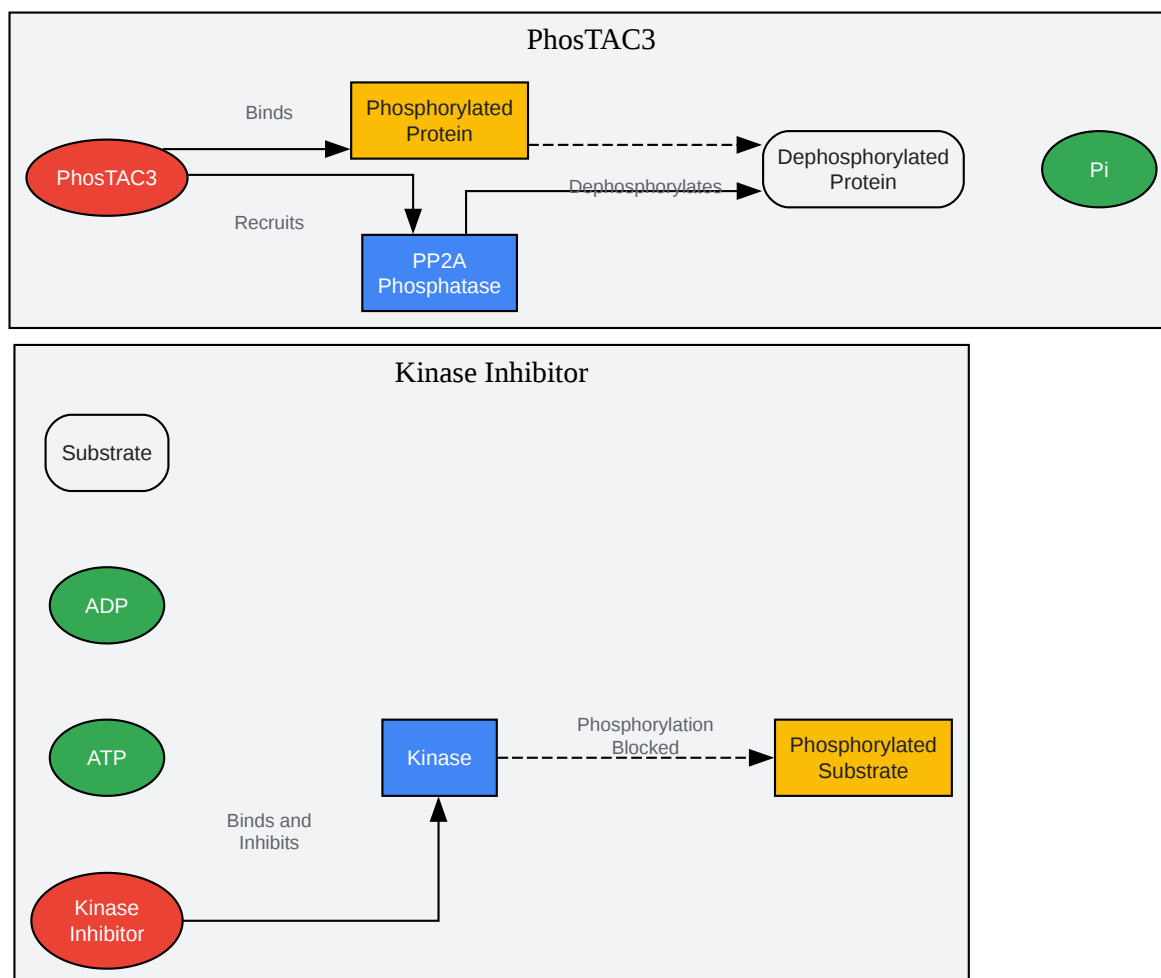 PhosTAC3
Binds
Phosphorylated
Protein
PhosTAC3
Dephosphorylated
Protein
Pi
Dephosphorylates
Recruits
PP2A
Phosphatase
Kinase Inhibitor
Substrate
ADP
ATP
Kinase
Phosphorylation
Blocked
Phosphorylated
Substrate
Binds and
Inhibits
Kinase
Inhibitor